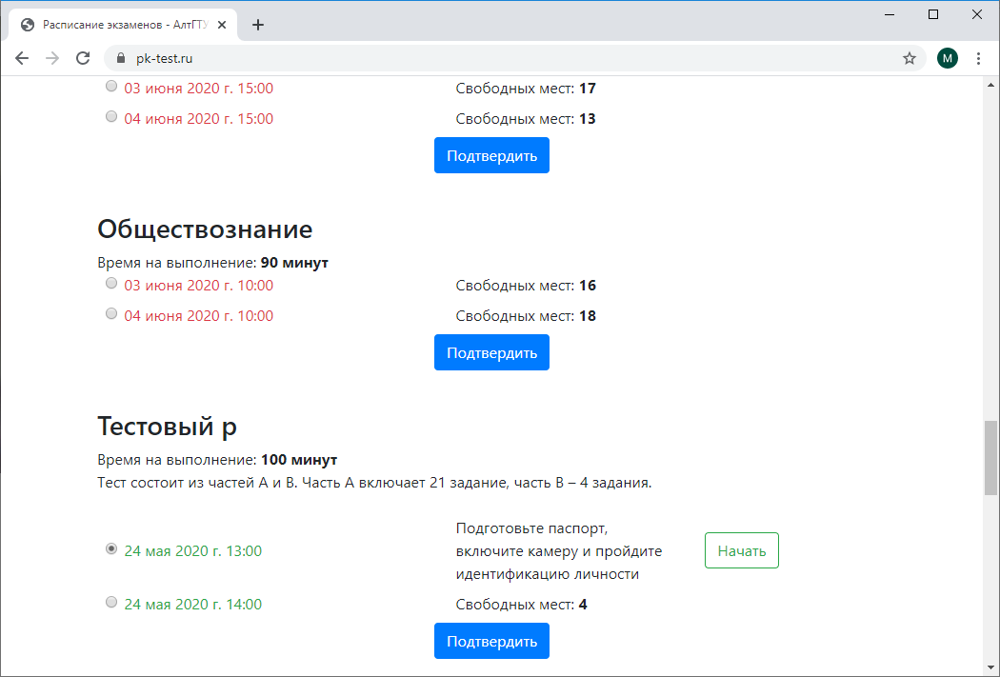 Расписание экзаменов - АлтГТУ
pk-test.ru
M
03 июня 2020 г. 15:00 Свободных мест: 17
04 июня 2020 г. 15:00 Свободных мест: 13
Подтвердить
Обществознание
Время на выполнение: 90 минут
03 июня 2020 г. 10:00 Свободных мест: 16
04 июня 2020 г. 10:00 Свободных мест: 18
Подтвердить
Тестовый р
Время на выполнение: 100 минут
Тест состоит из частей А и В. Часть А включает 21 задание, часть В – 4 задания.
24 мая 2020 г. 13:00
Подготовьте паспорт,
включите камеру и пройдите
идентификацию личности
Начать
24 мая 2020 г. 14:00 Свободных мест: 4
Подтвердить